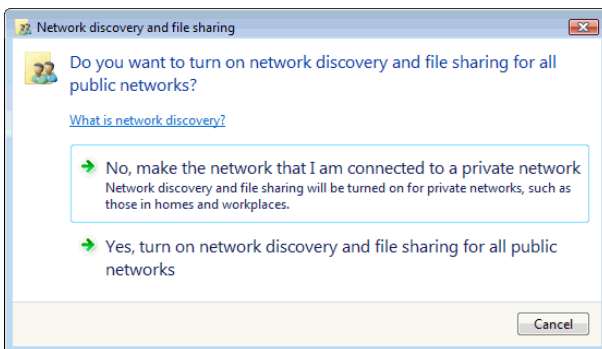 Network discovery and file sharing
Do you want to turn on network discovery and file sharing for all
public networks?
What is network discovery?
No, make the network that I am connected to a private network
Network discovery and file sharing will be turned on for private networks, such as
those in homes and workplaces.
Yes, turn on network discovery and file sharing for all public
networks
Cancel